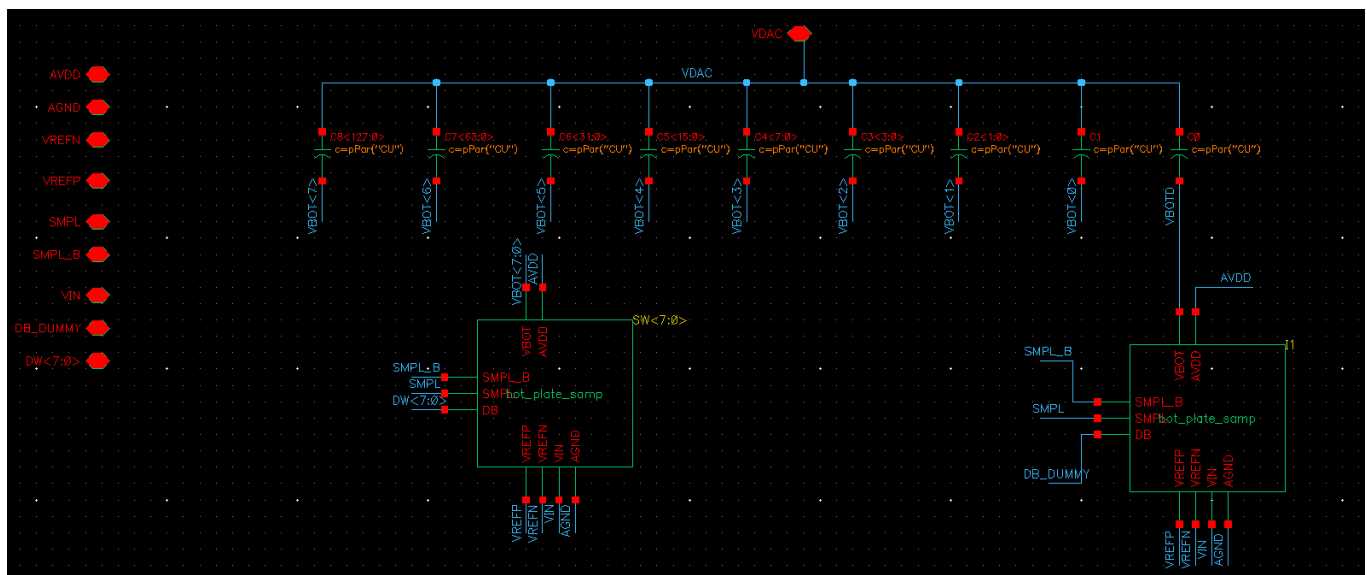 VDAC
VDAC
AVDD
AGND
VREFN
VREFP
SMPL
SMPL_B
VIN
DB_DUMMY
DW<7:0>
C8<127:0>
c=pPar("CU")
C7<63:0>
c=pPar("CU")
C6<31:0>
c=pPar("CU")
C5<15:0>
c=pPar("CU")
C4<7:0>
c=pPar("CU")
C3<3:0>
c=pPar("CU")
C2<1:0>
c=pPar("CU")
C1
c=pPar("CU")
C0
c=pPar("CU")
VBOT<7>
VBOT<6>
VBOT<5>
VBOT<4>
VBOT<3>
VBOT<2>
VBOT<1>
VBOT<0>
VBOTD
VBOT<7:0>
AVDD
SW<7:0>
VBOT
AVDD
SMPL_B
SMPL
DW<7:0>
SMPL_B
SMPL
DB
bot_plate_samp
VREFP
VREFN
VIN
AGND
VREFP
VREFN
VIN
AGND
AVDD
I1
VBOT
AVDD
SMPL_B
SMPL
DB_DUMMY
SMPL_B
SMPL
DB
bot_plate_samp
VREFP
VREFN
VIN
AGND
VREFP
VREFN
VIN
AGND